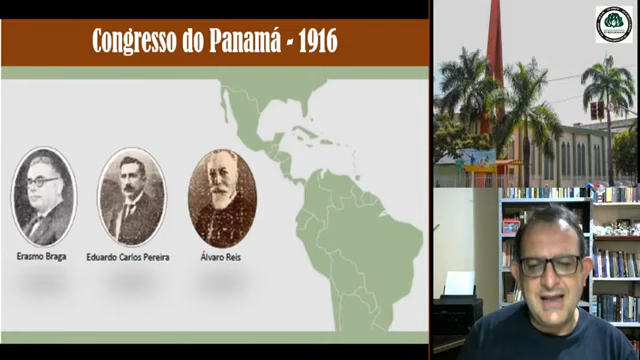 Congresso do Panamá - 1916
Erasmo Braga
Eduardo Carlos Pereira
Álvaro Reis